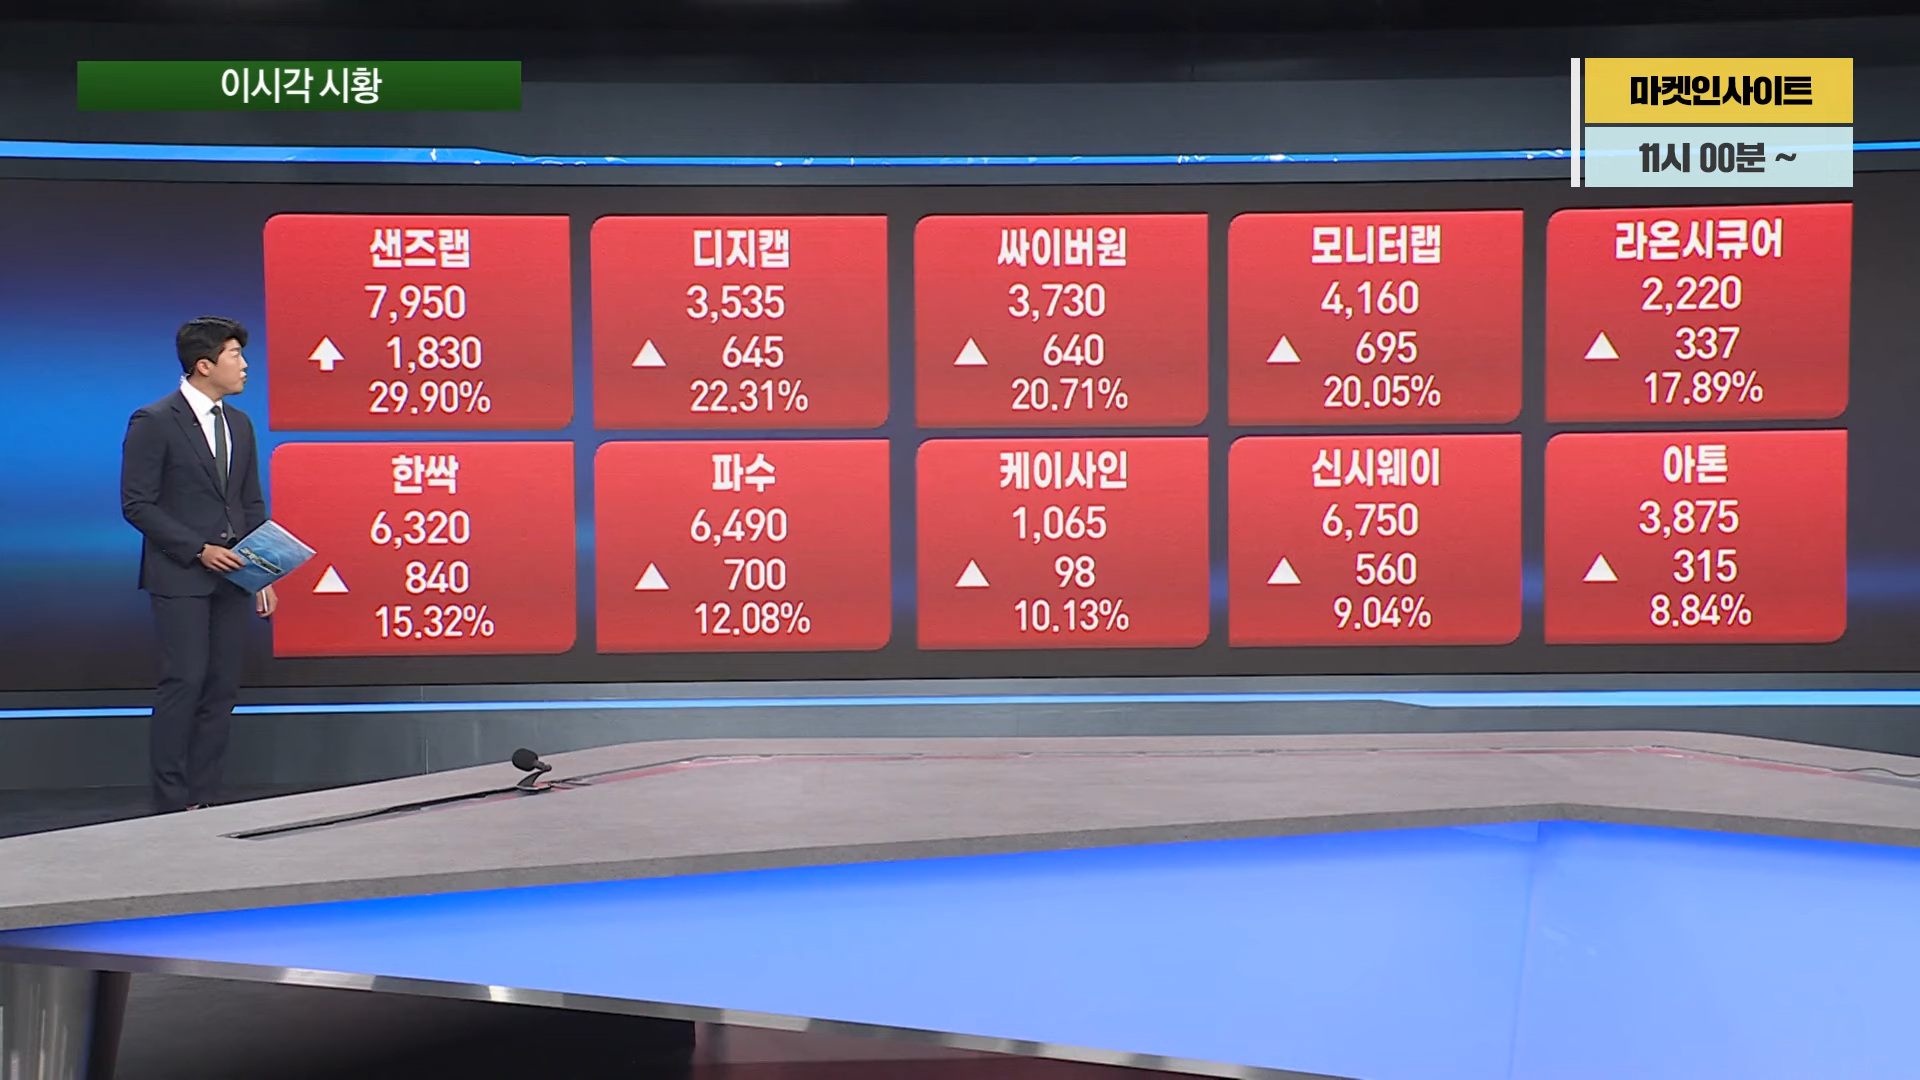 이시각 시황
마켓인사이트
11시 00분 ~
샌즈랩
7,950
1,830
29.90%
디지캡
3,535
▲ 645
22.31%
싸이버원
3,730
▲ 640
20.71%
모니터랩
4,160
▲ 695
20.05%
라온시큐어
2,220
▲ 337
17.89%
한싹
6,320
▲ 840
15.32%
파수
6,490
▲ 700
12.08%
케이사인
1,065
▲ 98
10.13%
신시웨이
6,750
▲ 560
9.04%
아톤
3,875
▲ 315
8.84%